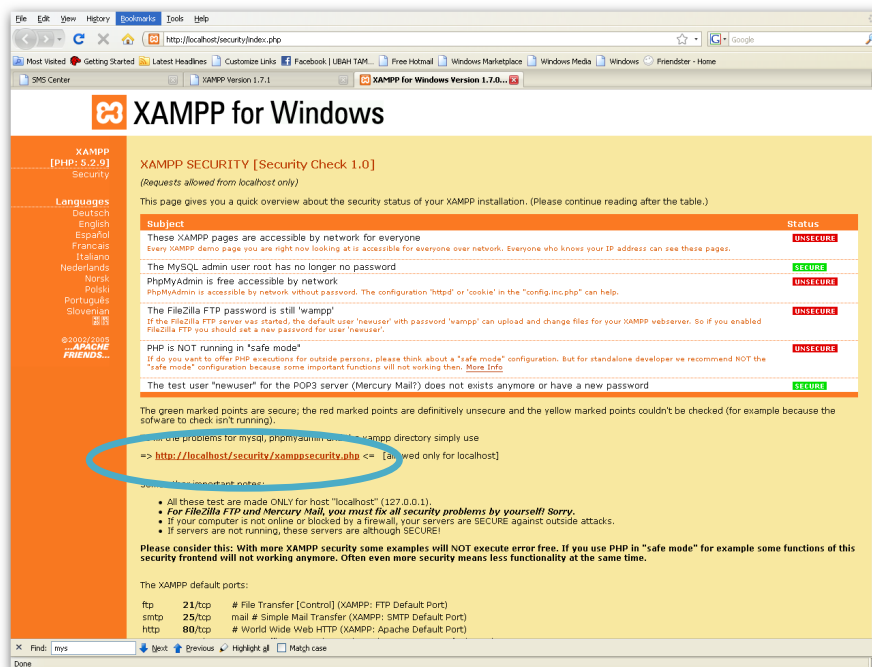 File Edit View History Bookmarks Tools Help
http://localhost/security/index.php
Google
Most Visited Getting Started Latest Headlines Customize Links Facebook | UBAH TAM... Free Hotmail Windows Marketplace Windows Media Windows Friendster - Home
SMS Center XAMPP Version 1.7.1 XAMPP for Windows Version 1.7.0...
XAMPP for Windows
XAMPP
[PHP: 5.2.9]
Security
Languages
Deutsch
English
Español
Francais
Italiano
Nederlands
Norsk
Polski
Português
Slovenian
©2002/2005
...APACHE
FRIENDS...
XAMPP SECURITY [Security Check 1.0]
(Requests allowed from localhost only)
This page gives you a quick overview about the security status of your XAMPP installation. (Please continue reading after the table.)
Subject Status
These XAMPP pages are accessible by network for everyone UNSECURE
Every XAMPP demo page you are right now looking at is accessible for everyone over network. Everyone who knows your IP address can see these pages.
The MySQL admin user root has no longer no password SECURE
PhpMyAdmin is free accessible by network UNSECURE
PhpMyAdmin is accessible by network without password. The configuration 'httpd' or 'cookie' in the "config.inc.php" can help.
The FileZilla FTP password is still 'wampp' UNSECURE
If the FileZilla FTP server was started, the default user 'newuser' with password 'wampp' can upload and change files for your XAMPP webserver. So if you enabled
FileZilla FTP you should set a new password for user 'newuser'.
PHP is NOT running in "safe mode" UNSECURE
If do you want to offer PHP executions for outside persons, please think about a "safe mode" configuration. But for standalone developer we recommend NOT the
"safe mode" configuration because some important functions will not working then. More Info
The test user "newuser" for the POP3 server (Mercury Mail?) does not exists anymore or have a new password SECURE
The green marked points are secure; the red marked points are definitively unsecure and the yellow marked points couldn't be checked (for example because the
sofware to check isn't running).
the problems for mysql, phpmyadmin xampp directory simply use
=> http://localhost/security/xamppsecurity.php <= [allowed only for localhost]
important notes:
• All these test are made ONLY for host "localhost" (127.0.0.1).
• For FileZilla FTP und Mercury Mail, you must fix all security problems by yourself! Sorry.
• If your computer is not online or blocked by a firewall, your servers are SECURE against outside attacks.
• If servers are not running, these servers are although SECURE!
Please consider this: With more XAMPP security some examples will NOT execute error free. If you use PHP in "safe mode" for example some functions of this
security frontend will not working anymore. Often even more security means less functionality at the same time.
The XAMPP default ports:
ftp 21/tcp # File Transfer [Control] (XAMPP: FTP Default Port)
smtp 25/tcp mail # Simple Mail Transfer (XAMPP: SMTP Default Port)
http 80/tcp # World Wide Web HTTP (XAMPP: Apache Default Port)
Find: mys Next Previous Highlight all Match case
Done